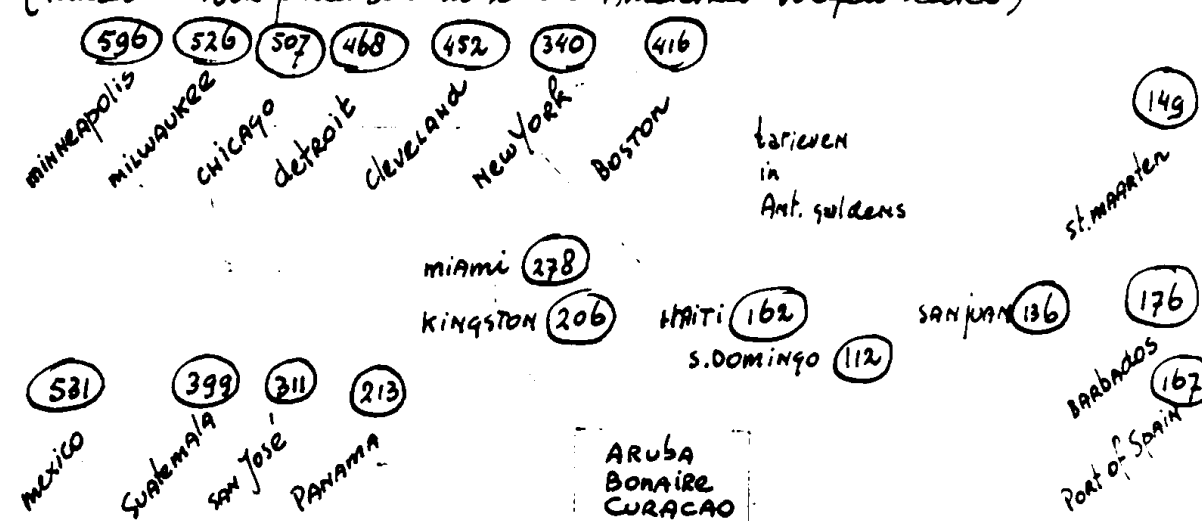 596 526 507 468 452 340 416
MINNEAPOLIS MILWAUKEE CHICAGO detROit CleveLAND New YORK BOSTON
149
st. MAARten
tarieven
in
Ant. guldens
MIAMI 278
KINGSTON 206 HAITI 162 SAN JUAN 136 176
S. DOMINGO 112 BARBADOS
531 399 311 213 167
MEXICO GUATEMALA SAN JOSÉ PANAMA Port of SPAIN
ARUBA
BONAIRE
CURACAO